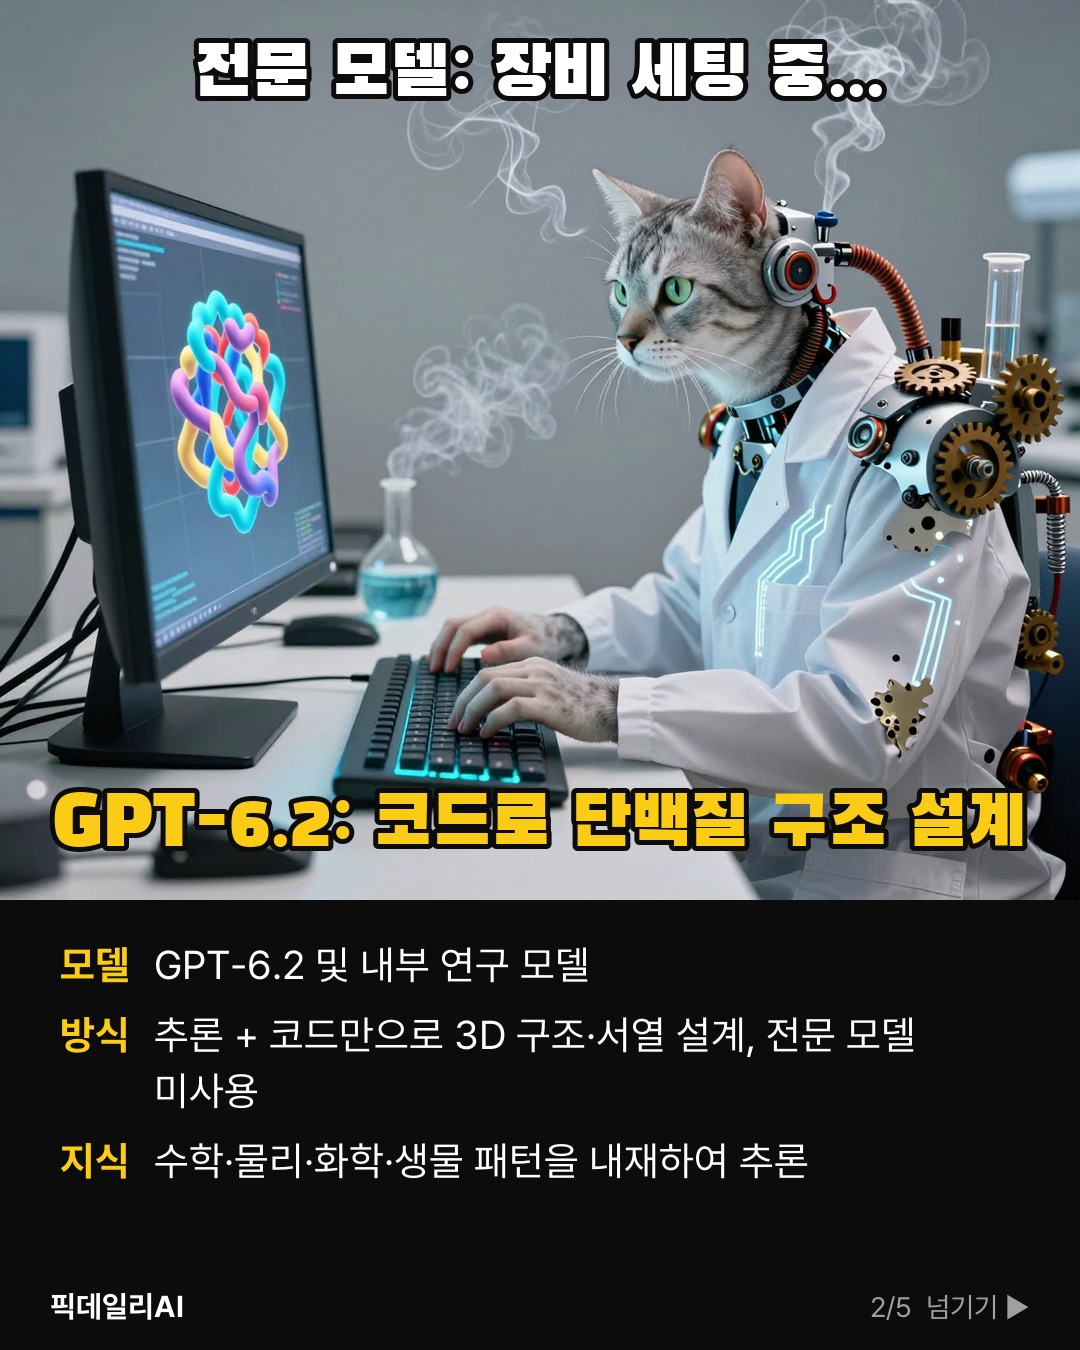 전문 모델: 장비 세팅 중...
GPT-6.2: 코드로 단백질 구조 설계
모델 GPT-6.2 및 내부 연구 모델
방식 추론 + 코드만으로 3D 구조·서열 설계, 전문 모델
미사용
지식 수학·물리·화학·생물 패턴을 내재하여 추론
픽데일리AI
2/5 넘기기 ▶